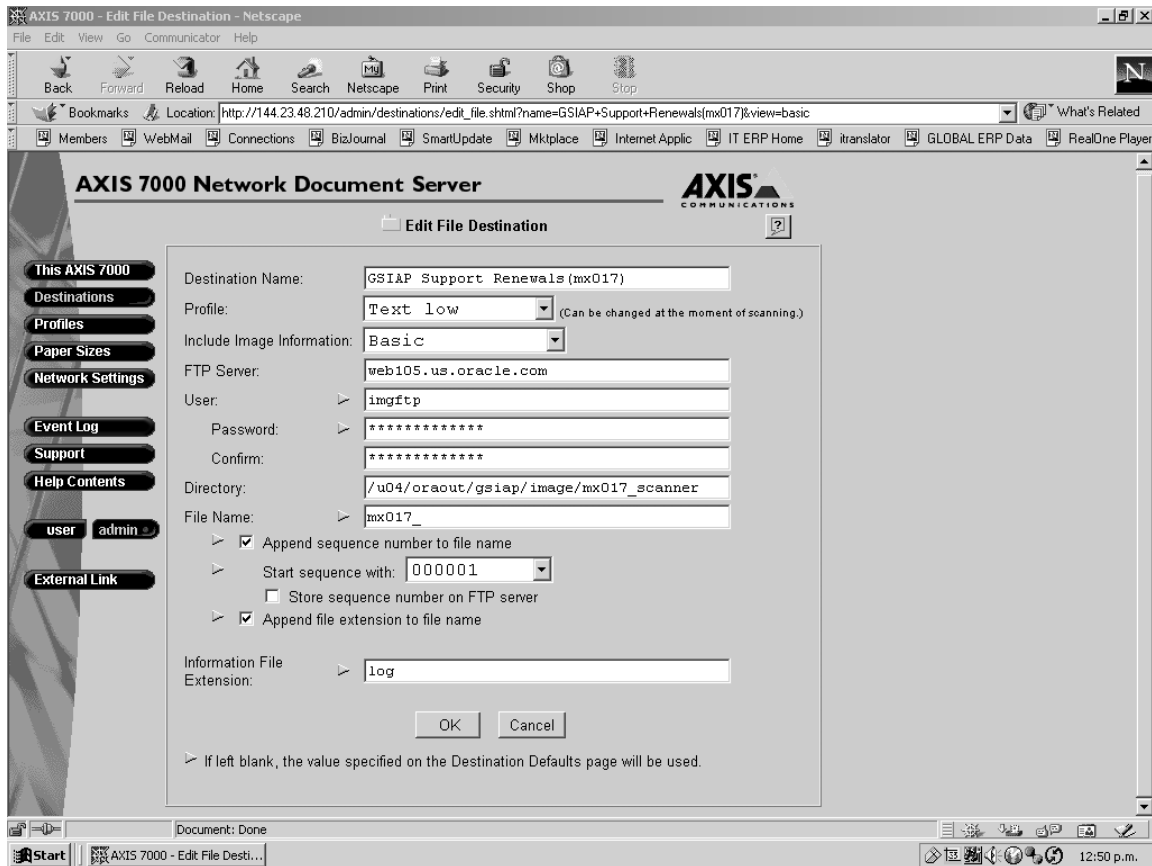 AXIS 7000 - Edit File Destination - Netscape
File Edit View Go Communicator Help
Back Forward Reload Home Search Netscape Print Security Shop Stop
My
N
Bookmarks Location: http://144.23.48.210/admin/destinations/edit_file.shtml?name=GSIAP+Support+Renewals(mx017)&view=basic What's Related
Members WebMail Connections BizJournal SmartUpdate Mktplace Internet Applic IT ERP Home itranslator GLOBAL ERP Data RealOne Player
AXIS 7000 Network Document Server
AXIS
COMMUNICATIONS
Edit File Destination
?
This AXIS 7000
Destinations
Profiles
Paper Sizes
Network Settings
Event Log
Support
Help Contents
user admin
External Link
Destination Name: GSIAP Support Renewals(mx017)
Profile: Text low (Can be changed at the moment of scanning.)
Include Image Information: Basic
FTP Server: web105.us.oracle.com
User: imgftp
Password: *************
Confirm: *************
Directory: /u04/oraout/gsiap/image/mx017_scanner
File Name: mx017_
Append sequence number to file name
Start sequence with: 000001
Store sequence number on FTP server
Append file extension to file name
Information File
Extension: log
OK Cancel
If left blank, the value specified on the Destination Defaults page will be used.
Document: Done
Start AXIS 7000 - Edit File Desti... 12:50 p.m.